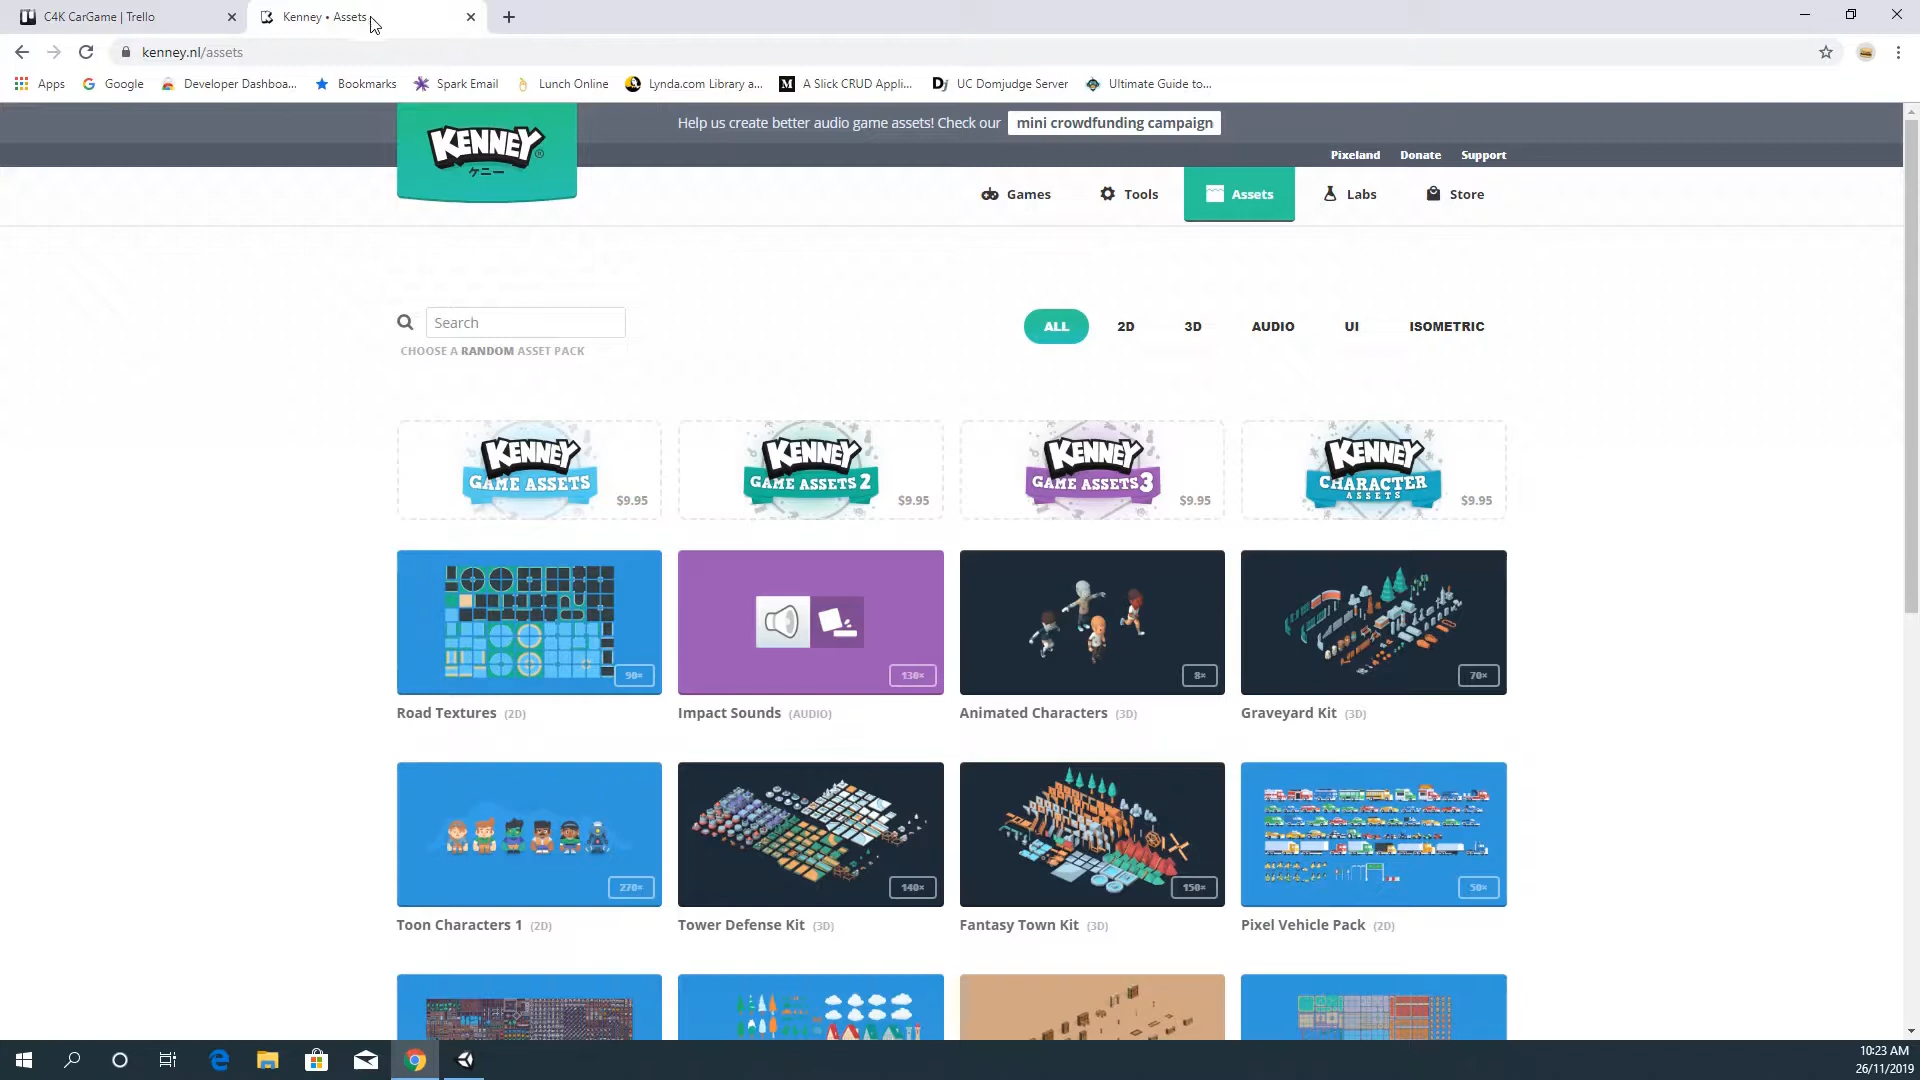 C4K CarGame | Trello
Kenney • Assets
kenney.nl/assets
Apps
Google
Developer Dashboa...
Bookmarks
Spark Email
Lunch Online
Lynda.com Library a...
A Slick CRUD Appli...
UC Domjudge Server
Ultimate Guide to...
KENNEY®
ケニー
Help us create better audio game assets! Check our mini crowdfunding campaign
Pixeland
Donate
Support
Games
Tools
Assets
Labs
Store
Search
CHOOSE A RANDOM ASSET PACK
ALL
2D
3D
AUDIO
UI
ISOMETRIC
KENNEY
GAME ASSETS
$9.95
KENNEY
GAME ASSETS 2
$9.95
KENNEY
GAME ASSETS 3
$9.95
KENNEY
CHARACTER
ASSETS
$9.95
90×
130×
8×
70×
Road Textures (2D)
Impact Sounds (AUDIO)
Animated Characters (3D)
Graveyard Kit (3D)
270×
140×
150×
50×
Toon Characters 1 (2D)
Tower Defense Kit (3D)
Fantasy Town Kit (3D)
Pixel Vehicle Pack (2D)
10:23 AM
26/11/2019